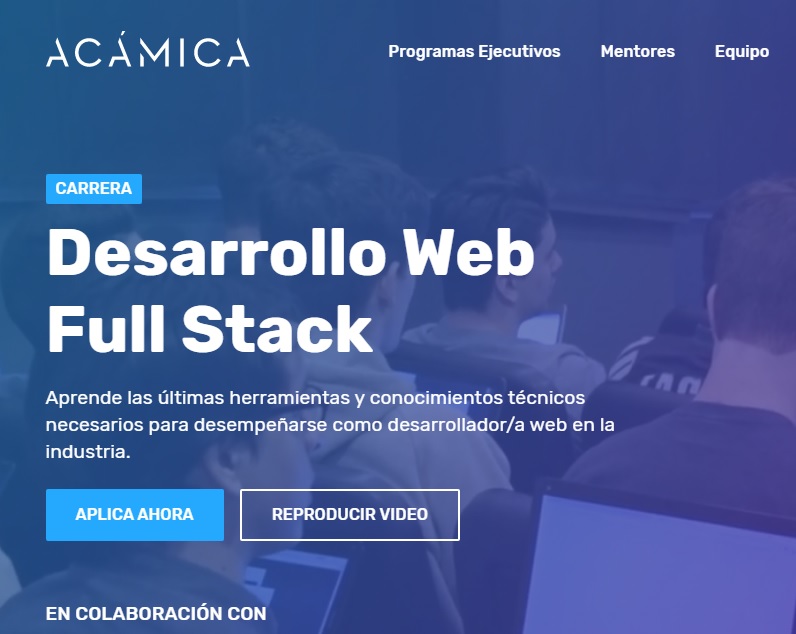 ACÁMICA
Programas Ejecutivos
Mentores
Equipo
CARRERA
Desarrollo Web
Full Stack
Aprende las últimas herramientas y conocimientos técnicos
necesarios para desempeñarse como desarrollador/a web en la
industria.
APLICA AHORA
REPRODUCIR VIDEO
EN COLABORACIÓN CON